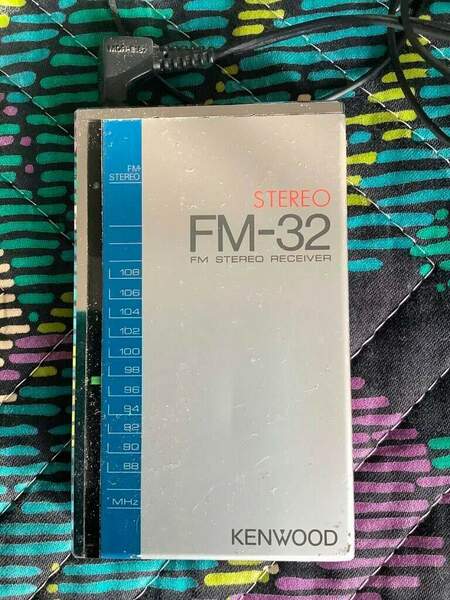 FM-
STEREO
STEREO
FM-32
FM STEREO RECEIVER
108
106
104
102
100
98
96
94
92
90
88
MHz
KENWOOD